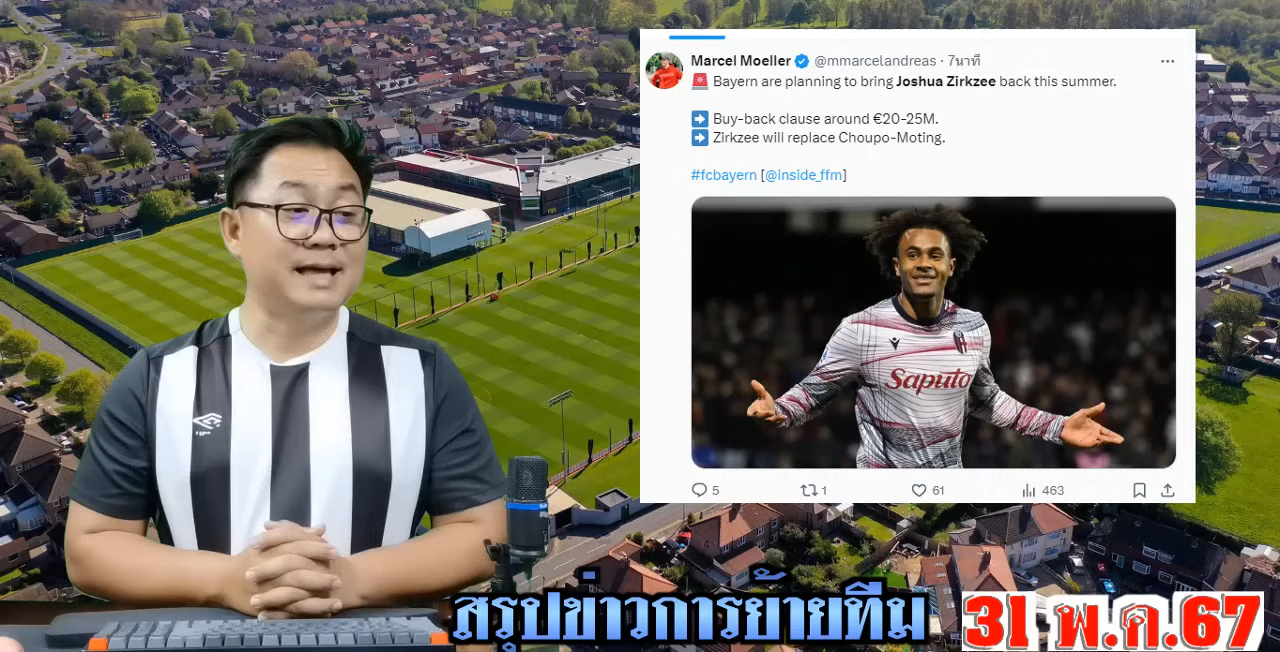 Marcel Moeller @mmarcelandreas · 7นาที
🚨 Bayern are planning to bring Joshua Zirkzee back this summer.
➡️ Buy-back clause around €20-25M.
➡️ Zirkzee will replace Choupo-Moting.
#fcbayern [@inside_ffm]
Saputo
5 1 61 463
สรุปข่าวการย้ายทีม 31 พ.ค.67